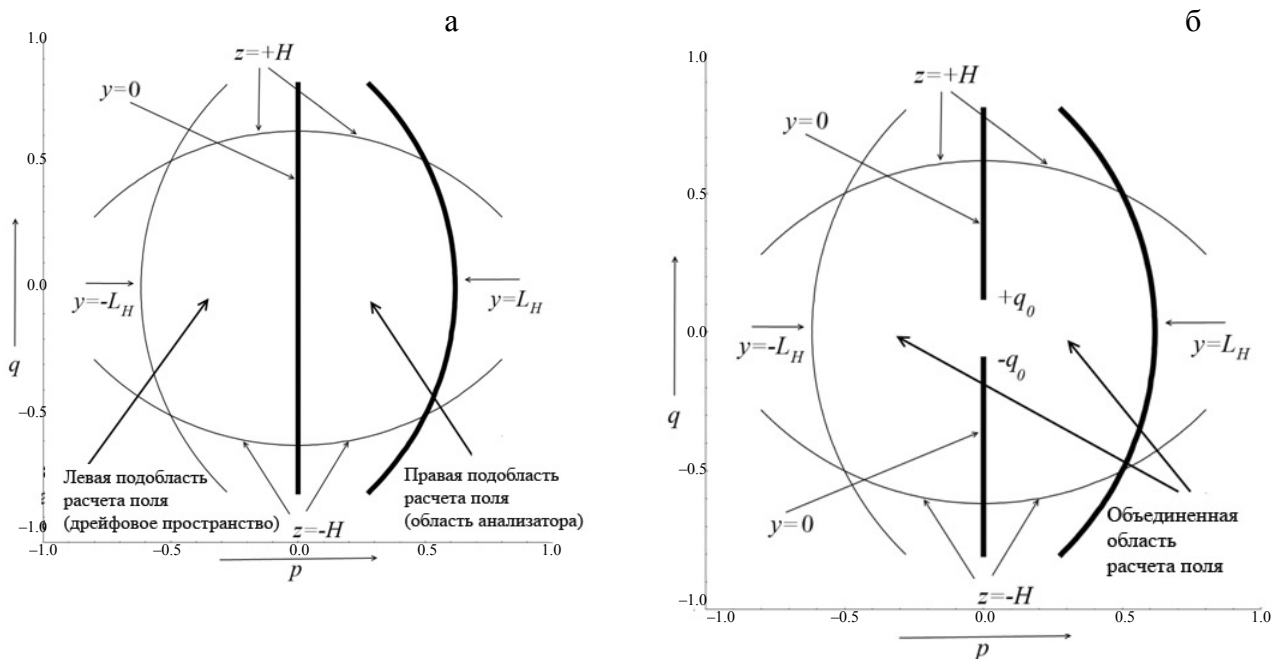 а
1.0
z=+H
y=0
0.5
q
0.0
y=-L_H
y=L_H
-0.5
Левая подобласть
расчета поля
(дрейфовое пространство)
Правая подобласть
расчета поля
(область анализатора)
-1.0
z=-H
−1.0 −0.5 0.0 0.5 1.0
p
б
1.0
z=+H
y=0
0.5
+q_0
q
0.0
y=-L_H
y=L_H
-q_0
−0.5
y=0
Объединенная
область
расчета поля
z=-H
−1.0
−1.0 −0.5 0.0 0.5 1.0
p